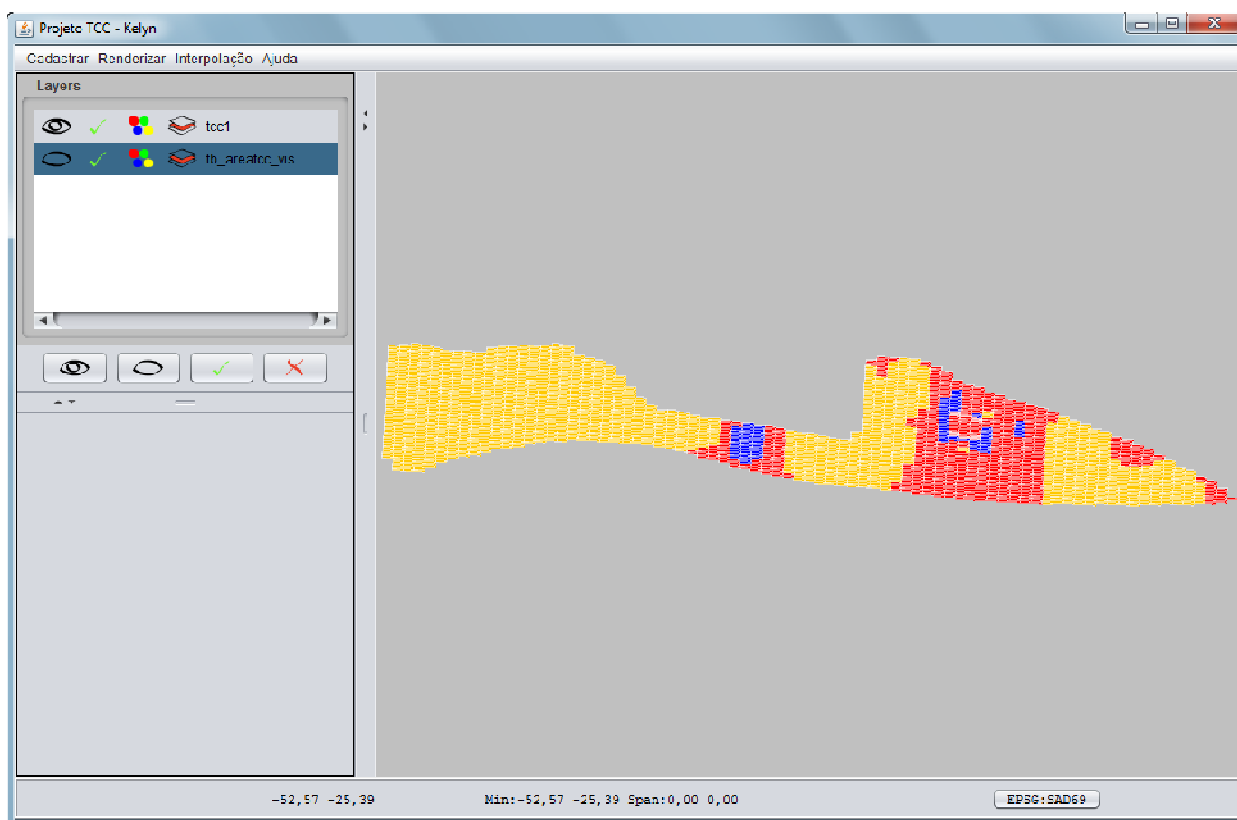 Projeto TCC - Kelyn
Cadastrar Renderizar Interpolação Ajuda
Layers
tcc1
tb_areatcc_vis
-52,57 -25,39
Min:-52,57 -25,39 Span:0,00 0,00
EPSG:SAD69